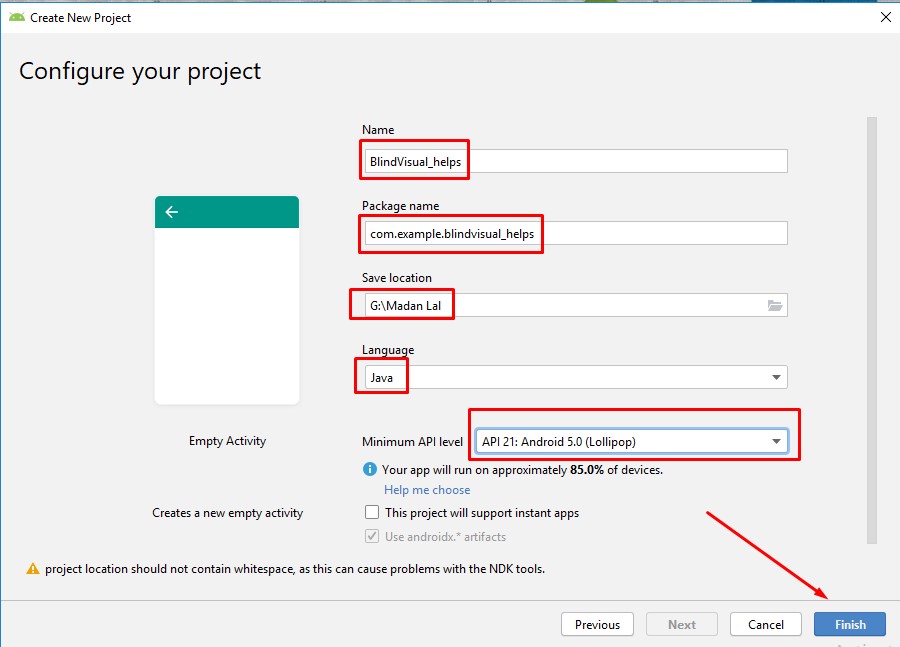 Create New Project
Configure your project
Name
BlindVisual_helps
Package name
com.example.blindvisual_helps
Save location
G:\Madan Lal
Language
Java
Empty Activity
Minimum API level
API 21: Android 5.0 (Lollipop)
Your app will run on approximately 85.0% of devices.
Help me choose
Creates a new empty activity
This project will support instant apps
Use androidx.* artifacts
project location should not contain whitespace, as this can cause problems with the NDK tools.
Previous
Next
Cancel
Finish